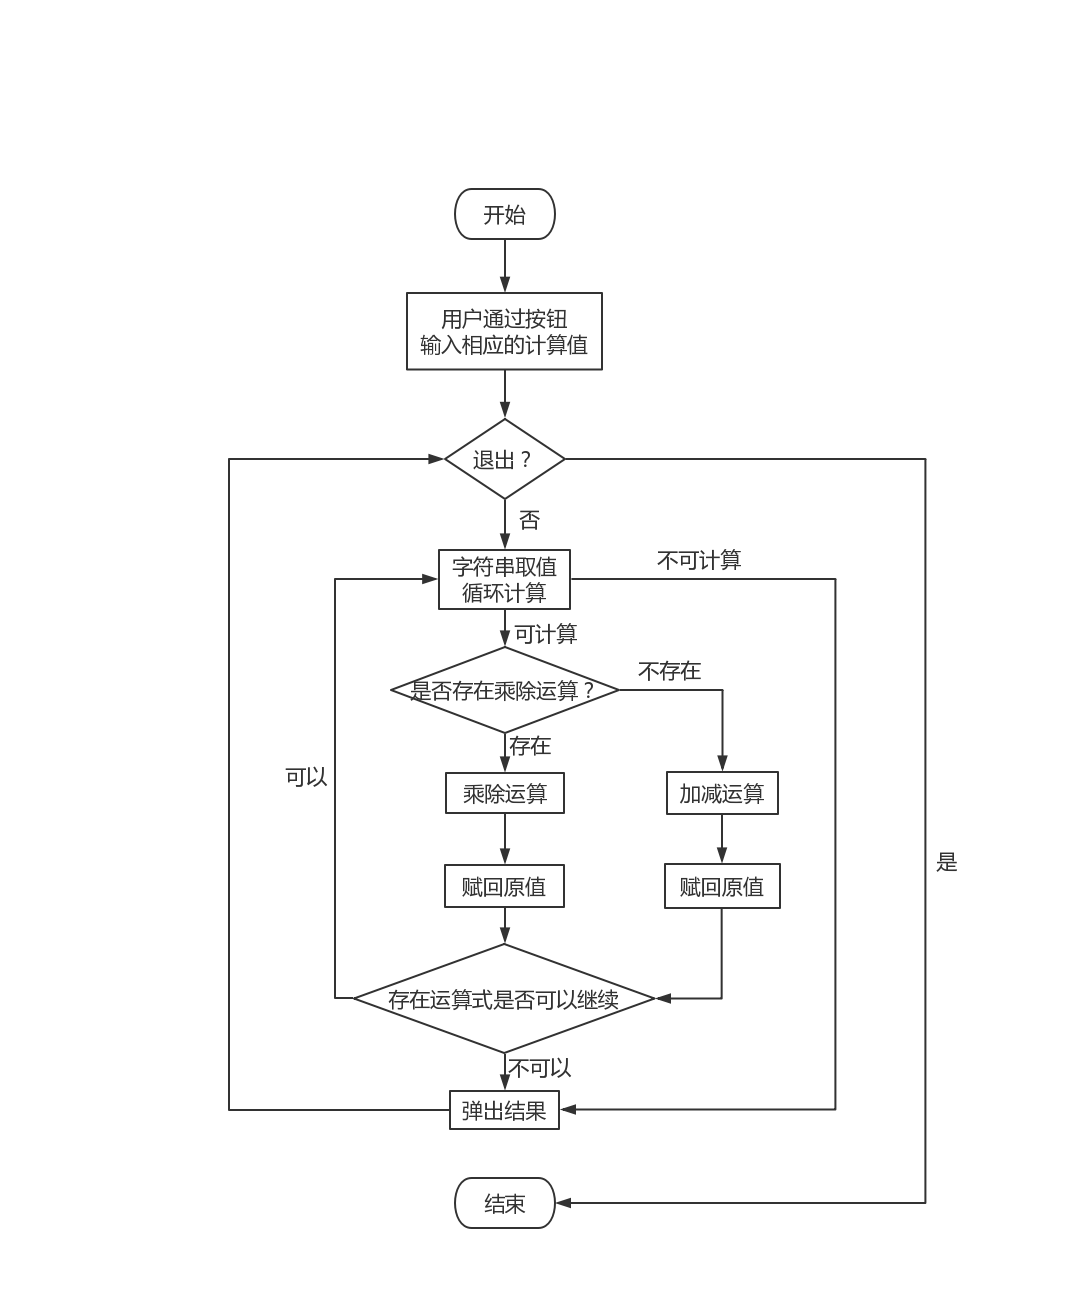 开始
用户通过按钮
输入相应的计算值
退出？
否
字符串取值
循环计算
不可计算
可计算
是否存在乘除运算？
不存在
存在
可以
乘除运算
加减运算
是
赋回原值
赋回原值
存在运算式是否可以继续
不可以
弹出结果
结束